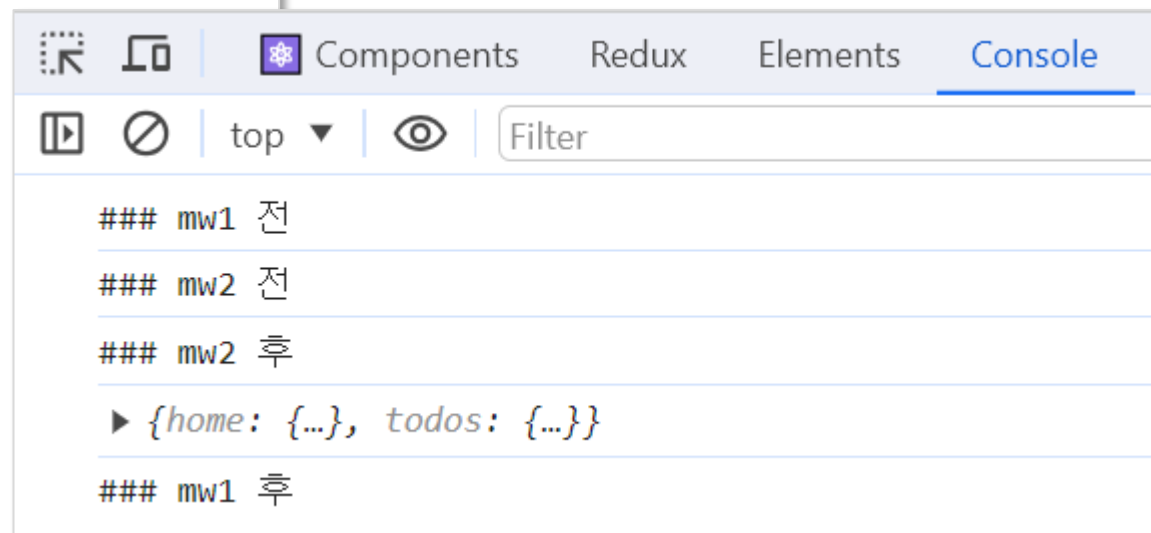 Components Redux Elements Console
top ▼ Filter
### mw1 전
### mw2 전
### mw2 후
▶ {home: {…}, todos: {…}}
### mw1 후